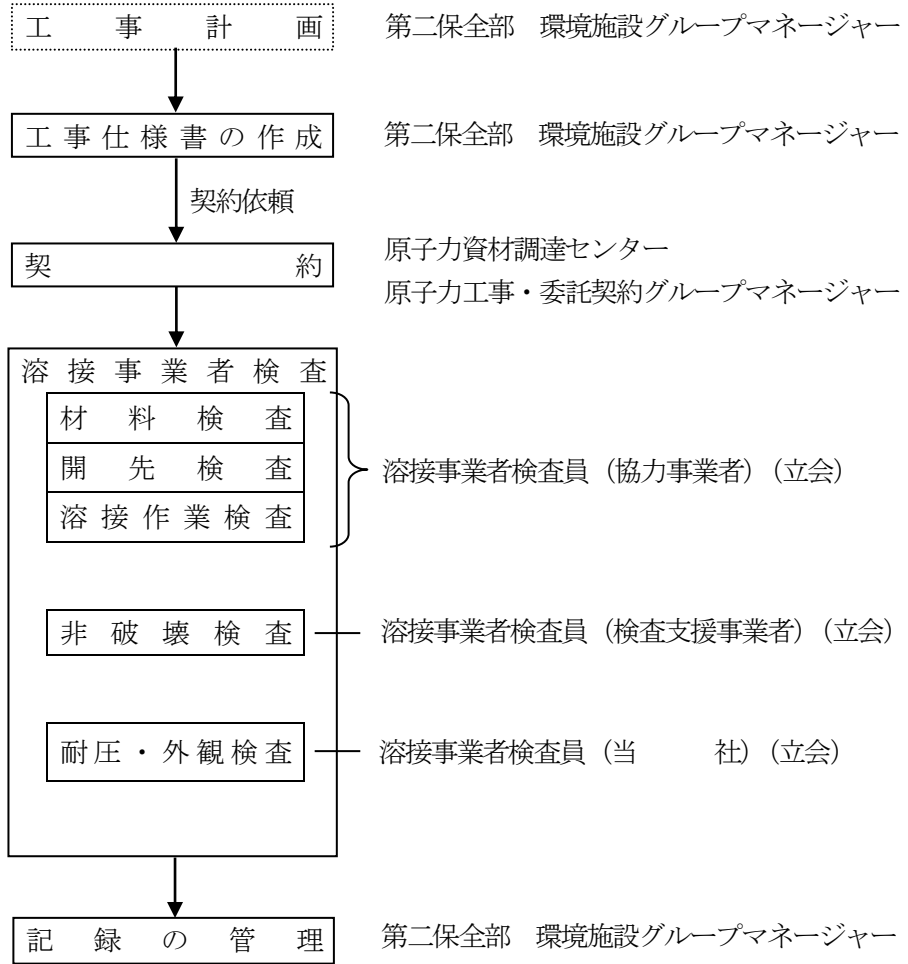 工事計画 第二保全部 環境施設グループマネージャー
工事仕様書の作成 第二保全部 環境施設グループマネージャー
契約依頼
契約 原子力資材調達センター
原子力工事・委託契約グループマネージャー
溶接事業者検査
材料検査
開先検査 溶接事業者検査員(協力事業者)(立会)
溶接作業検査
非破壊検査 溶接事業者検査員(検査支援事業者)(立会)
耐圧・外観検査 溶接事業者検査員(当社)(立会)
記録の管理 第二保全部 環境施設グループマネージャー